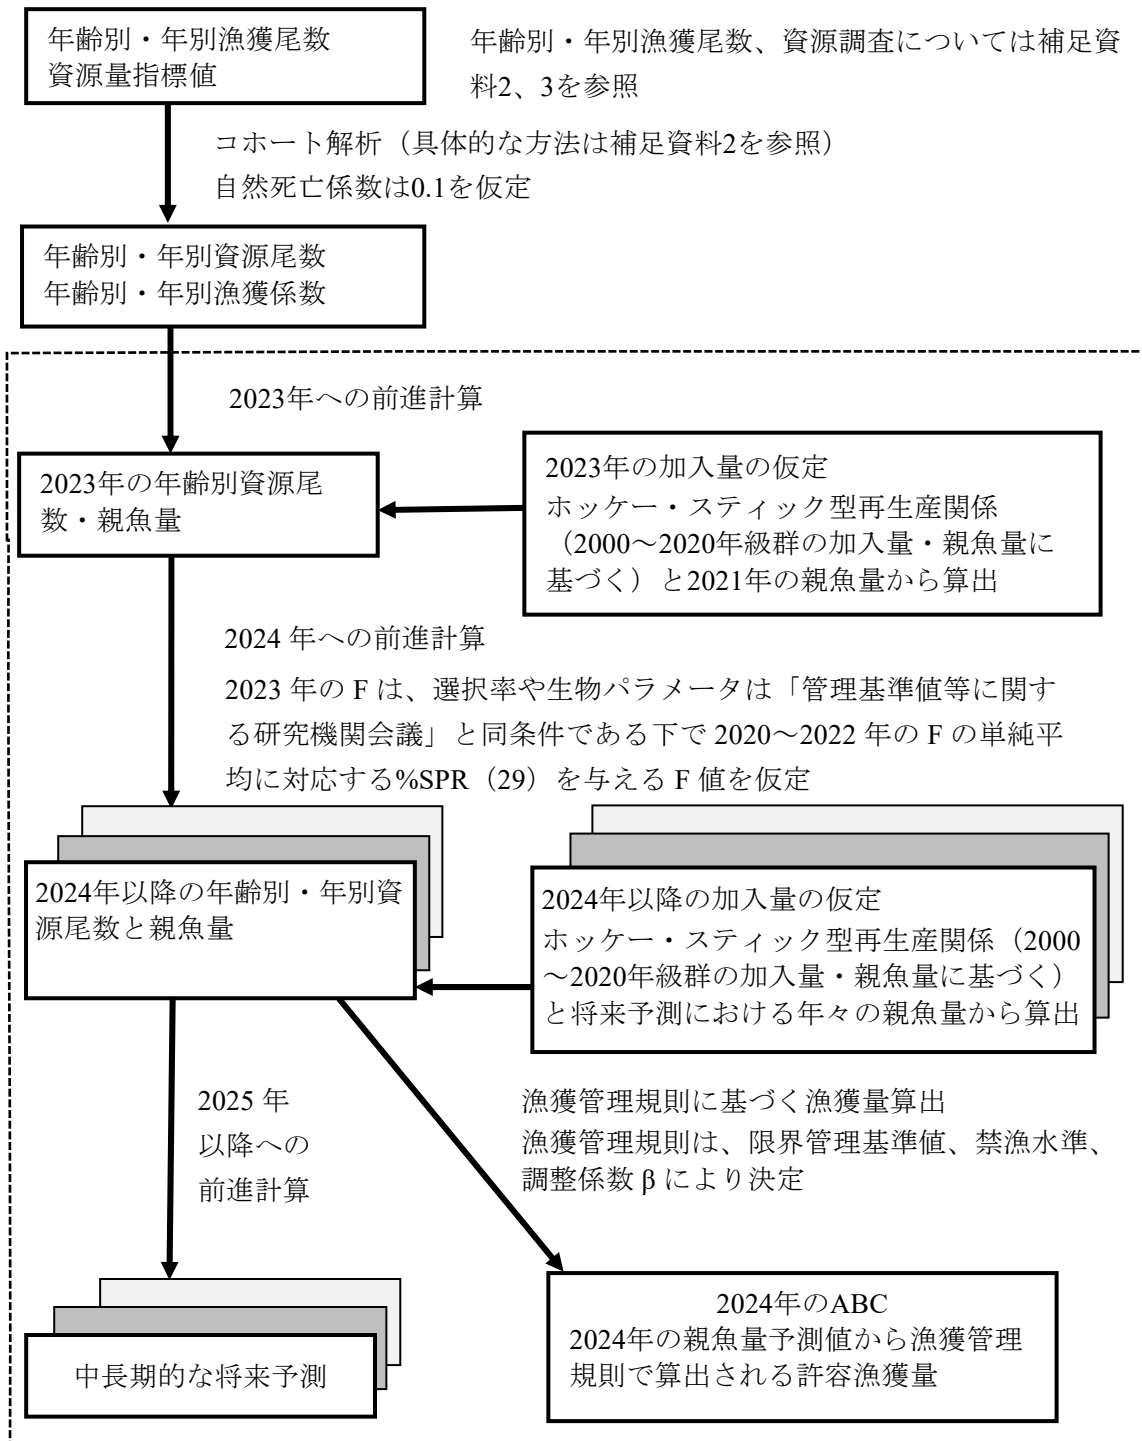 年齢別・年別漁獲尾数
資源量指標値
年齢別・年別漁獲尾数、資源調査については補足資
料2、3を参照
コホート解析（具体的な方法は補足資料2を参照）
自然死亡係数は0.1を仮定
年齢別・年別資源尾数
年齢別・年別漁獲係数
2023年への前進計算
2023年の年齢別資源尾
数・親魚量
2023年の加入量の仮定
ホッケー・スティック型再生産関係
（2000～2020年級群の加入量・親魚量に
基づく）と2021年の親魚量から算出
2024 年への前進計算
2023 年の F は、選択率や生物パラメータは「管理基準値等に関す
る研究機関会議」と同条件である下で 2020～2022 年の F の単純平
均に対応する%SPR（29）を与える F 値を仮定
2024年以降の年齢別・年別資
源尾数と親魚量
2024年以降の加入量の仮定
ホッケー・スティック型再生産関係（2000
～2020年級群の加入量・親魚量に基づく）
と将来予測における年々の親魚量から算出
2025 年
以降への
前進計算
漁獲管理規則に基づく漁獲量算出
漁獲管理規則は、限界管理基準値、禁漁水準、
調整係数 β により決定
中長期的な将来予測
2024年のABC
2024年の親魚量予測値から漁獲管理
規則で算出される許容漁獲量